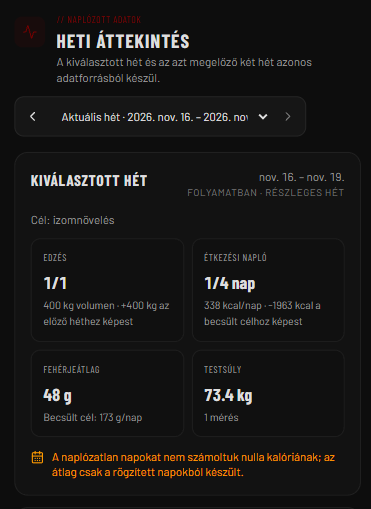 // NAPLÓZOTT ADATOK
HETI ÁTTEKINTÉS
A kiválasztott hét és az azt megelőző két hét azonos
adatforrásból készül.
Aktuális hét · 2026. nov. 16. – 2026. nov
KIVÁLASZTOTT HÉT
nov. 16. – nov. 19.
FOLYAMATBAN · RÉSZLEGES HÉT
Cél: izomnövelés
EDZÉS
1/1
400 kg volumen · +400 kg az
előző héthez képest
ÉTKEZÉSI NAPLÓ
1/4 nap
338 kcal/nap · -1963 kcal a
becsült célhoz képest
FEHÉRJEÁTLAG
48 g
Becsült cél: 173 g/nap
TESTSÚLY
73.4 kg
1 mérés
A naplózatlan napokat nem számoltuk nulla kalóriának; az
átlag csak a rögzített napokból készült.